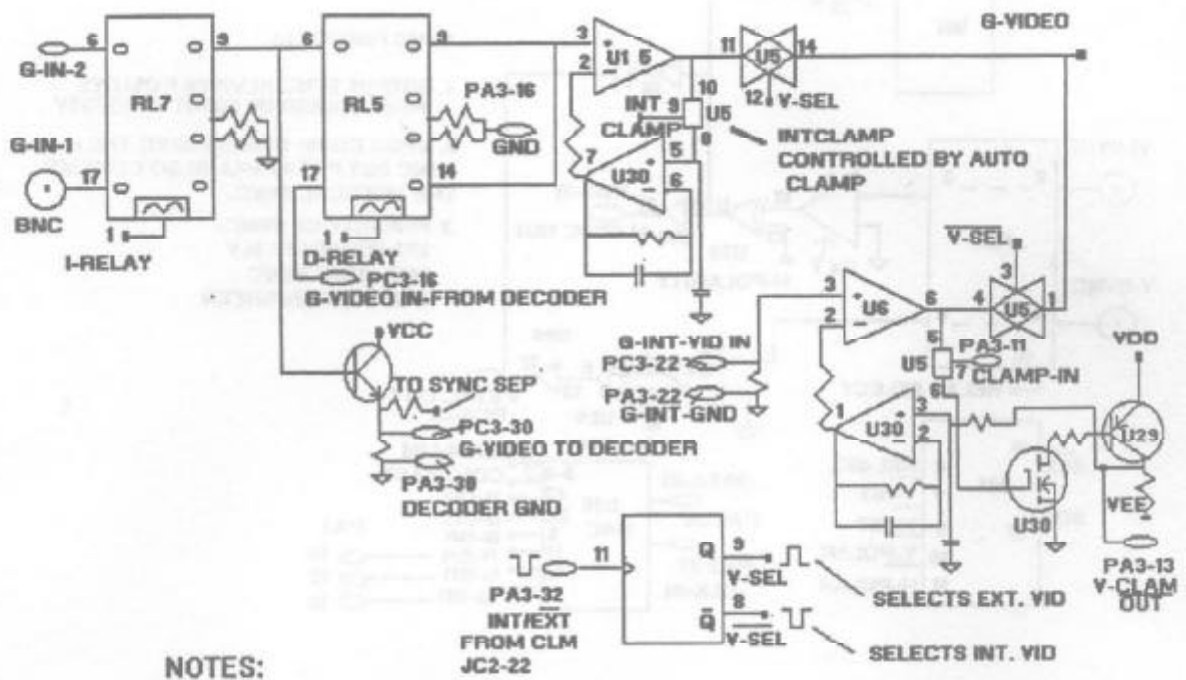 G-VIDEO
6
9
6
9
3
U1 5
2
11
U5
14
G-IN-2
RL7
RL5
PA3-16
GND
10
INT
9
U5
CLAMP
8
12
V-SEL
INTCLAMP
CONTROLLED BY AUTO
CLAMP
G-IN-1
17
17
14
7
U30
5
6
BNC
1
I-RELAY
1
D-RELAY
PC3-16
G-VIDEO IN-FROM DECODER
V-SEL
3
3
U6
2
6
4
U5
1
VCC
G-INT-VID IN
PC3-22
PA3-22
G-INT-GND
5
U5
PA3-11
7
CLAMP-IN
6
VDD
TO SYNC SEP
PC3-30
G-VIDEO TO DECODER
PA3-30
DECODER GND
1
U30
3
2
U29
U30
VEE
PA3-13
V-CLAM
OUT
11
PA3-32
INT/EXT
FROM CLM
JC2-22
Q
9
V-SEL
Q
8
V-SEL
SELECTS EXT. VID
SELECTS INT. VID
NOTES: